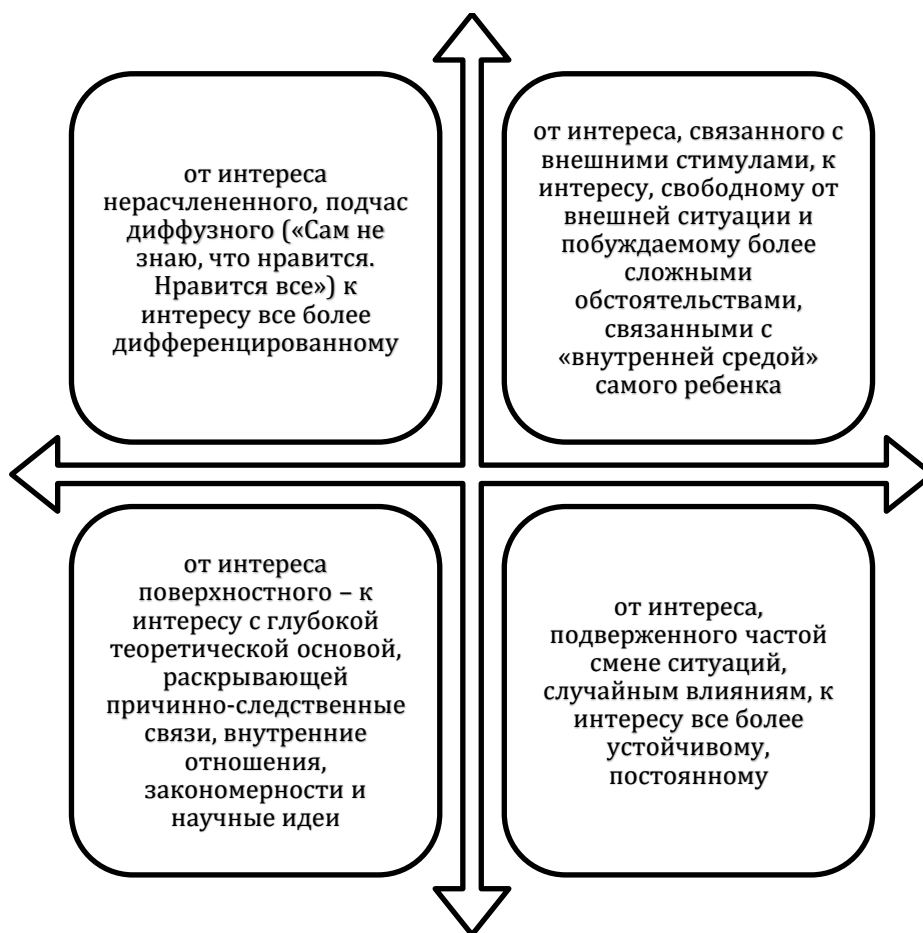 от интереса
нерасчлененного, подчас
диффузного («Сам не
знаю, что нравится.
Нравится все») к
интересу все более
дифференцированному
от интереса, связанного с
внешними стимулами, к
интересу, свободному от
внешней ситуации и
побуждаемому более
сложными
обстоятельствами,
связанными с
«внутренней средой»
самого ребенка
от интереса
поверхностного – к
интересу с глубокой
теоретической основой,
раскрывающей
причинно-следственные
связи, внутренние
отношения,
закономерности и
научные идеи
от интереса,
подверженного частой
смене ситуаций,
случайным влияниям, к
интересу все более
устойчивому,
постоянному